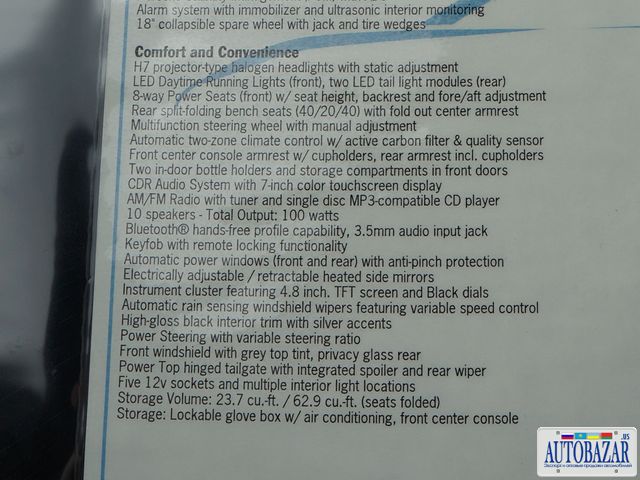 Alarm system with immobilizer and ultrasonic interior monitoring
18" collapsible spare wheel with jack and tire wedges
Comfort and Convenience
H7 projector-type halogen headlights with static adjustment
LED Daytime Running Lights (front), two LED tail light modules (rear)
8-way Power Seats (front) w/ seat height, backrest and fore/aft adjustment
Rear split-folding bench seats (40/20/40) with fold out center armrest
Multifunction steering wheel with manual adjustment
Automatic two-zone climate control w/ active carbon filter & quality sensor
Front center console armrest w/ cupholders, rear armrest incl. cupholders
Two in-door bottle holders and storage compartments in front doors
CDR Audio System with 7-inch color touchscreen display
AM/FM Radio with tuner and single disc MP3-compatible CD player
10 speakers - Total Output: 100 watts
Bluetooth® hands-free profile capability, 3.5mm audio input jack
Keyfob with remote locking functionality
Automatic power windows (front and rear) with anti-pinch protection
Electrically adjustable / retractable heated side mirrors
Instrument cluster featuring 4.8 inch. TFT screen and Black dials
Automatic rain sensing windshield wipers featuring variable speed control
High-gloss black interior trim with silver accents
Power Steering with variable steering ratio
Front windshield with grey top tint, privacy glass rear
Power Top hinged tailgate with integrated spoiler and rear wiper
Five 12v sockets and multiple interior light locations
Storage Volume: 23.7 cu.-ft. / 62.9 cu.-ft. (seats folded)
Storage: Lockable glove box w/ air conditioning, front center console
.US
AUTOBAZAR
Экспорт и оптовые продажи автомобилей